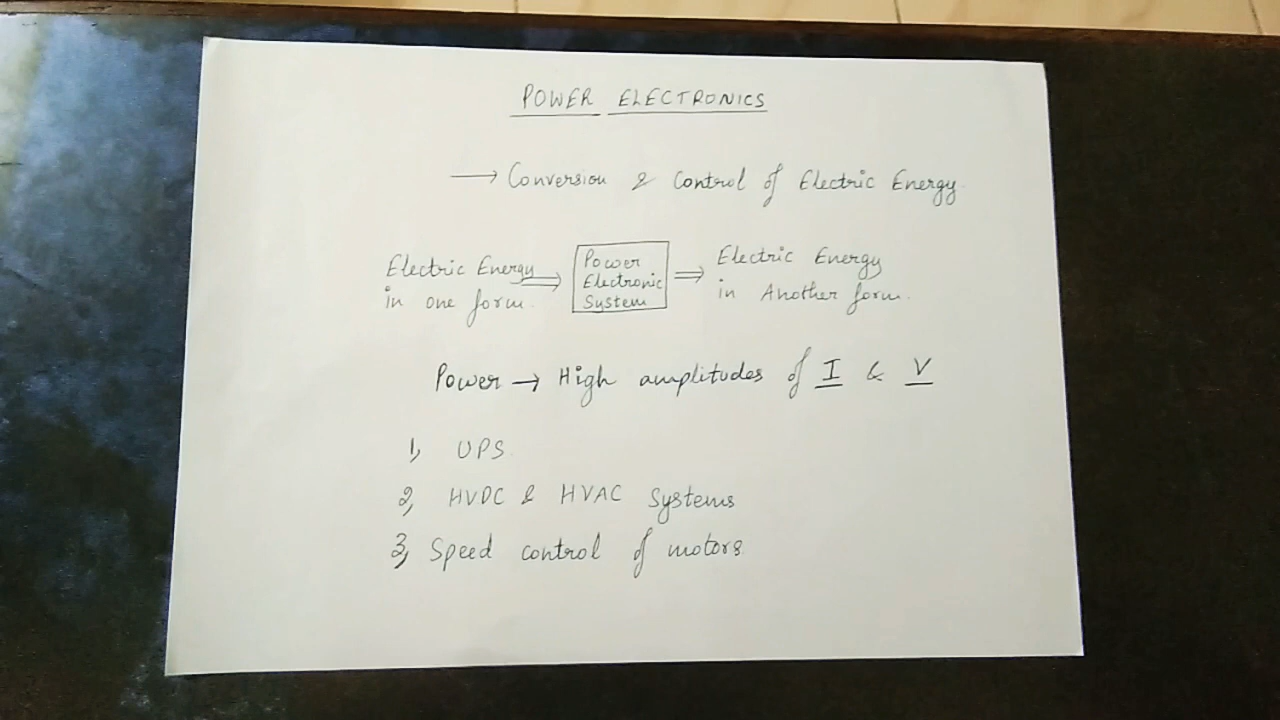 POWER ELECTRONICS
→ Conversion & Control of Electric Energy.
Electric Energy in one form. ⇒ Power Electronic System ⇒ Electric Energy in Another form.
Power → High amplitudes of I & V
1, UPS.
2, HVDC & HVAC Systems
3, Speed control of motors.